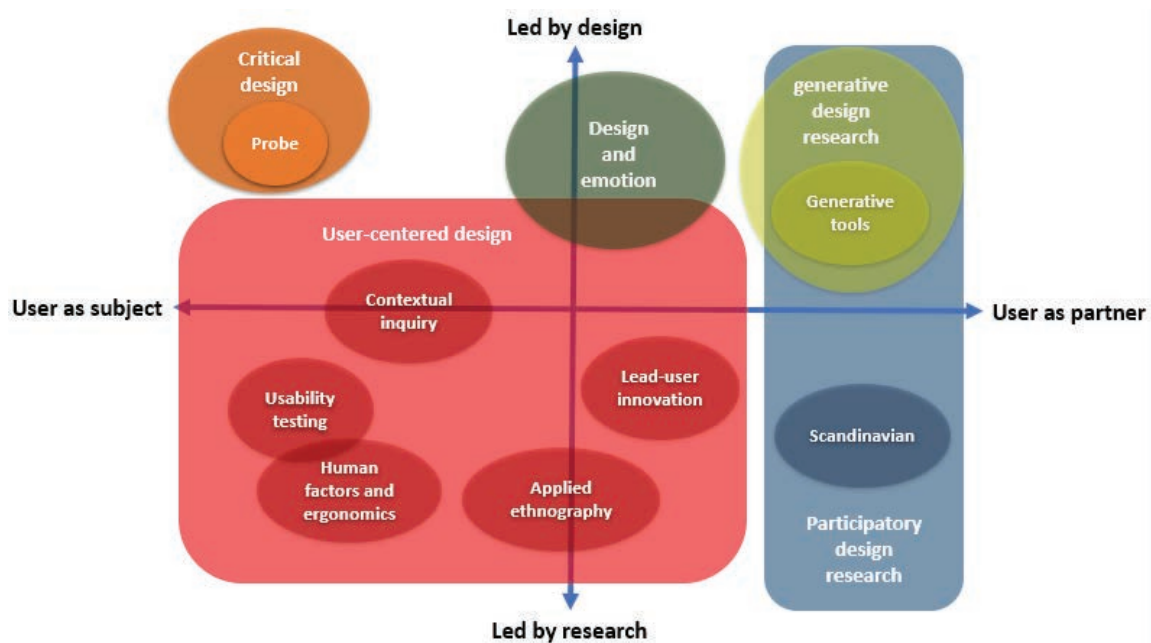 Led by design
Critical
design
Probe
Design
and
emotion
generative
design
research
Generative
tools
User-centered design
Contextual
inquiry
User as subject
User as partner
Lead-user
innovation
Usability
testing
Scandinavian
Human
factors and
ergonomics
Applied
ethnography
Participatory
design
research
Led by research